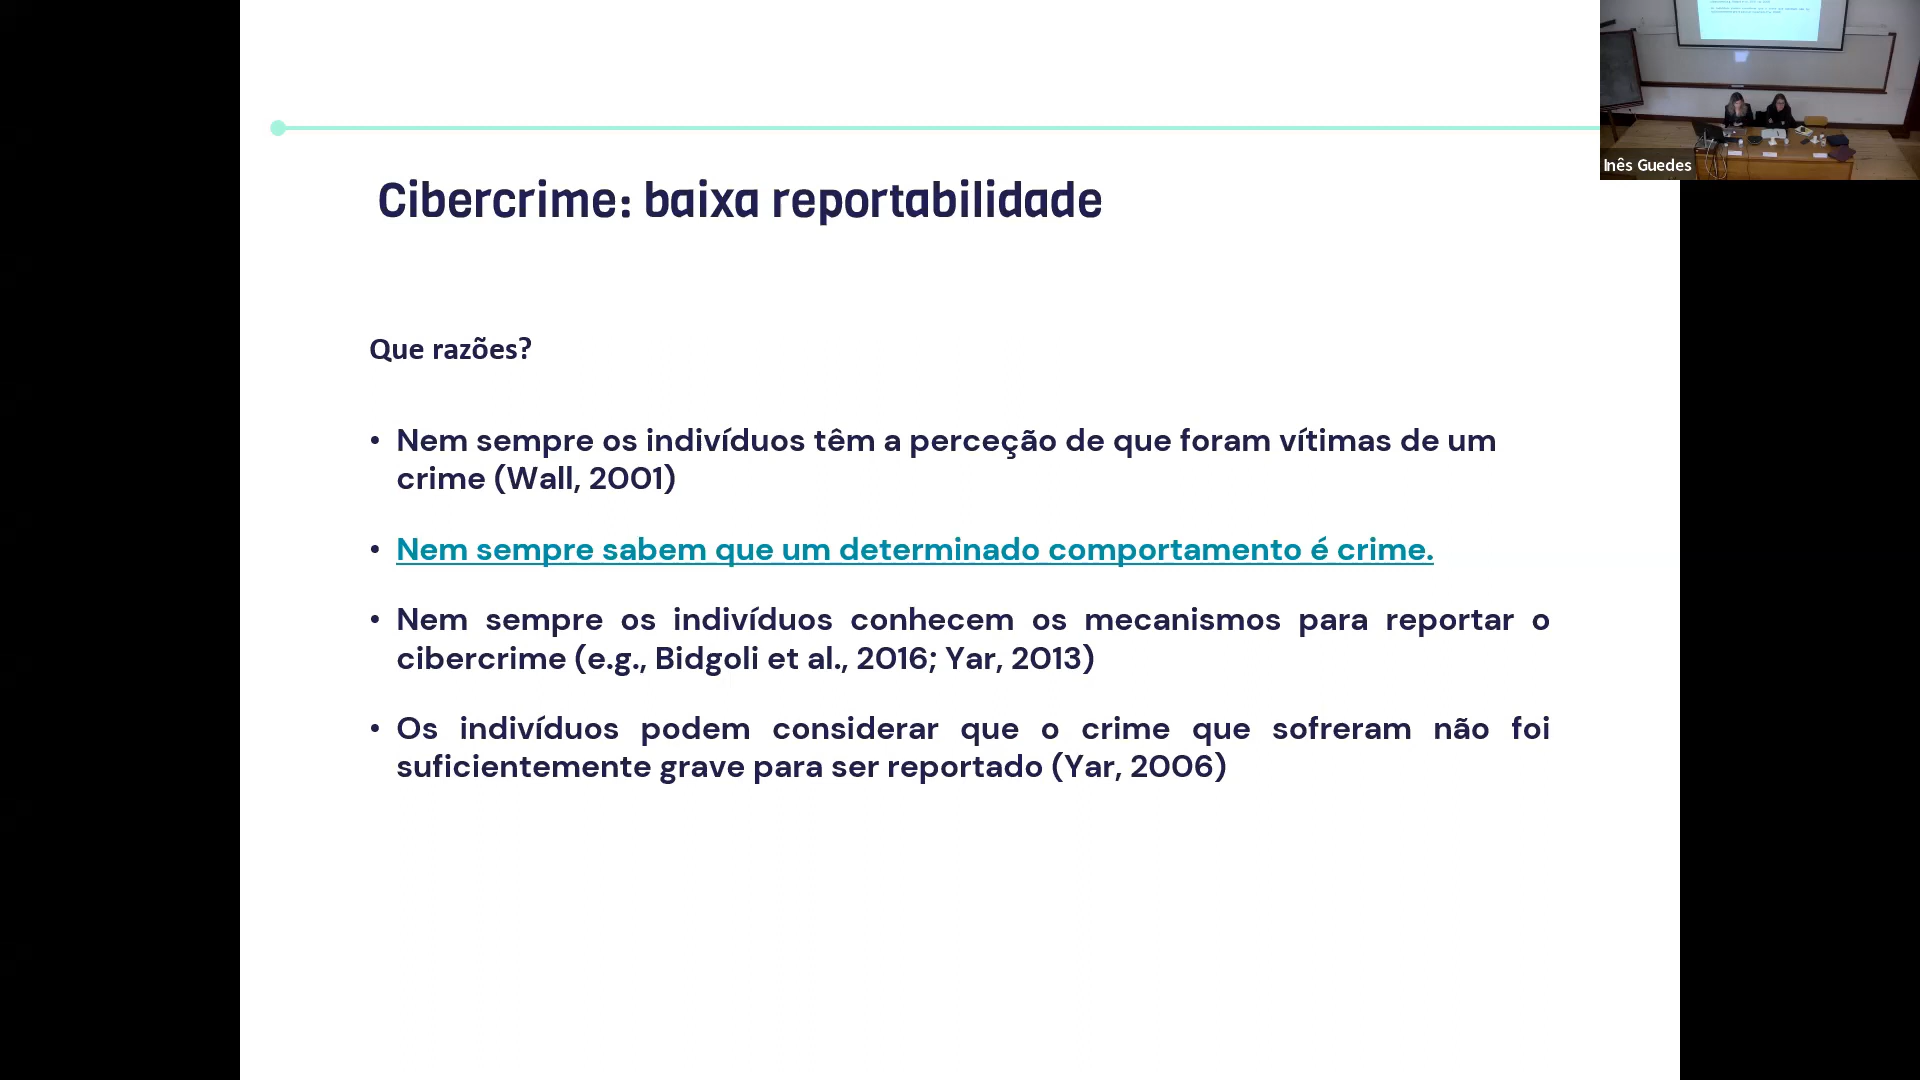 Cibercrime: baixa reportabilidade
Inês Guedes
Que razões?
• Nem sempre os indivíduos têm a perceção de que foram vítimas de um
crime (Wall, 2001)
• Nem sempre sabem que um determinado comportamento é crime.
• Nem sempre os indivíduos conhecem os mecanismos para reportar o
cibercrime (e.g., Bidgoli et al., 2016; Yar, 2013)
• Os indivíduos podem considerar que o crime que sofreram não foi
suficientemente grave para ser reportado (Yar, 2006)